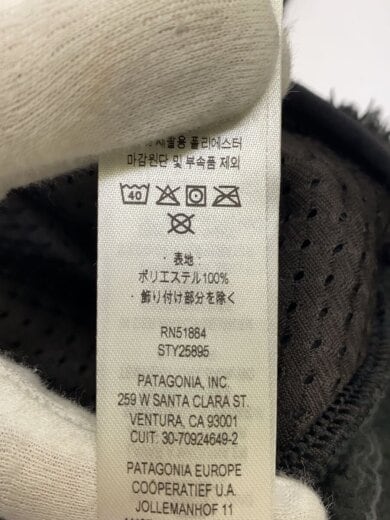 재활용 폴리에스터
마감원단 및 부속품 제외
40
· 表地 :
ポリエステル100%
· 飾り付け部分を除く
RN51884
STY25895
PATAGONIA, INC.
259 W SANTA CLARA ST.
VENTURA, CA 93001
CUIT: 30-70924649-2
PATAGONIA EUROPE
COÖPERATIEF U.A.
JOLLEMANHOF 11